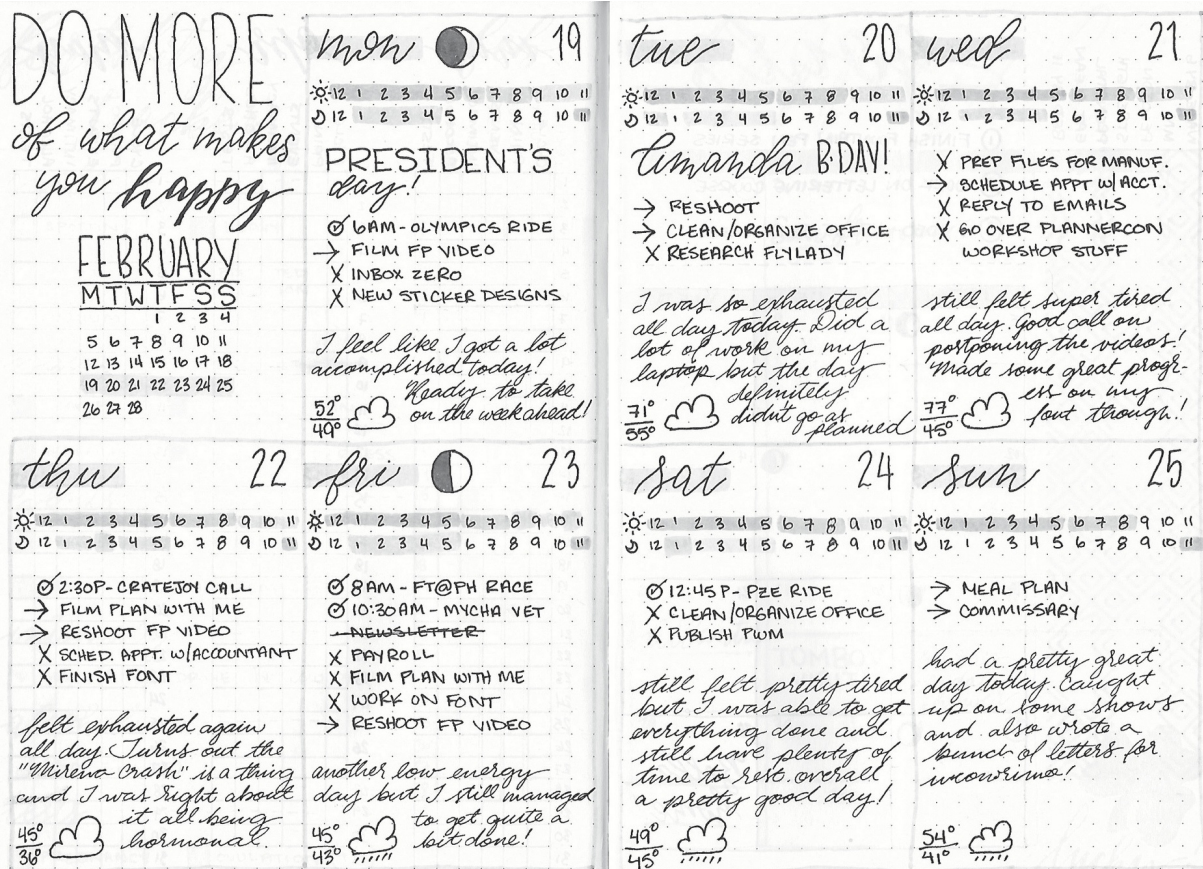 DO MORE
of what makes
you happy
FEBRUARY
M T W T F S S
1 2 3 4
5 6 7 8 9 10 11
12 13 14 15 16 17 18
19 20 21 22 23 24 25
26 27 28
mon 19
12 1 2 3 4 5 6 7 8 9 10 11
12 1 2 3 4 5 6 7 8 9 10 11
PRESIDENT'S
day!
6AM - OLYMPICS RIDE
→ FILM FP VIDEO
X INBOX ZERO
X NEW STICKER DESIGNS
I feel like I got a lot
accomplished today!
Ready to take
on the week ahead!
52°
49°
tue 20
12 1 2 3 4 5 6 7 8 9 10 11
12 1 2 3 4 5 6 7 8 9 10 11
Amanda B·DAY!
→ RESHOOT
→ CLEAN/ORGANIZE OFFICE
X RESEARCH FLYLADY
I was so exhausted
all day today. Did a
lot of work on my
laptop but the day
definitely
didn't go as
planned
71°
55°
wed 21
12 1 2 3 4 5 6 7 8 9 10 11
12 1 2 3 4 5 6 7 8 9 10 11
X PREP FILES FOR MANUF.
→ SCHEDULE APPT W/ACCT.
X REPLY TO EMAILS
X GO OVER PLANNERCON
WORKSHOP STUFF
still felt super tired
all day. Good call on
postponing the videos!
Made some great progr-
ess on my
font through!
77°
45°
thu 22
12 1 2 3 4 5 6 7 8 9 10 11
12 1 2 3 4 5 6 7 8 9 10 11
2:30P - CRATEJOY CALL
→ FILM PLAN WITH ME
→ RESHOOT FP VIDEO
X SCHED. APPT. W/ACCOUNTANT
X FINISH FONT
felt exhausted again
all day. Turns out the
"Mirena Crash" is a thing
and I was right about
it all being
hormonal.
45°
36°
fri 23
12 1 2 3 4 5 6 7 8 9 10 11
12 1 2 3 4 5 6 7 8 9 10 11
8AM - FT@PH RACE
10:30AM - MYCHA VET
NEWSLETTER
X PAYROLL
X FILM PLAN WITH ME
X WORK ON FONT
→ RESHOOT FP VIDEO
another low energy
day but I still managed
to get quite a
bit done!
45°
43°
sat 24
12 1 2 3 4 5 6 7 8 9 10 11
12 1 2 3 4 5 6 7 8 9 10 11
12:45P - PZE RIDE
X CLEAN/ORGANIZE OFFICE
X PUBLISH PWM
still felt pretty tired
but I was able to get
everything done and
still have plenty of
time to rest. overall
a pretty good day!
49°
45°
sun 25
12 1 2 3 4 5 6 7 8 9 10 11
12 1 2 3 4 5 6 7 8 9 10 11
→ MEAL PLAN
→ COMMISSARY
had a pretty great
day today. Caught
up on some shows
and also wrote a
bunch of letters for
incowrimo!
54°
41°